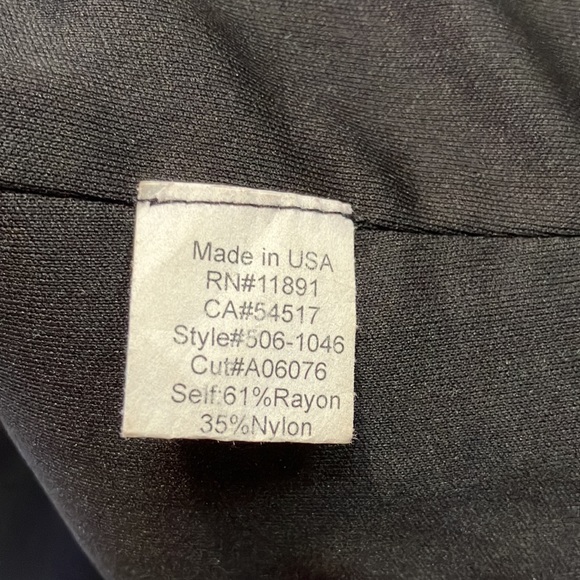 Made in USA
RN#11891
CA#54517
Style#506-1046
Cut#A06076
Self:61%Rayon
35%Nylon